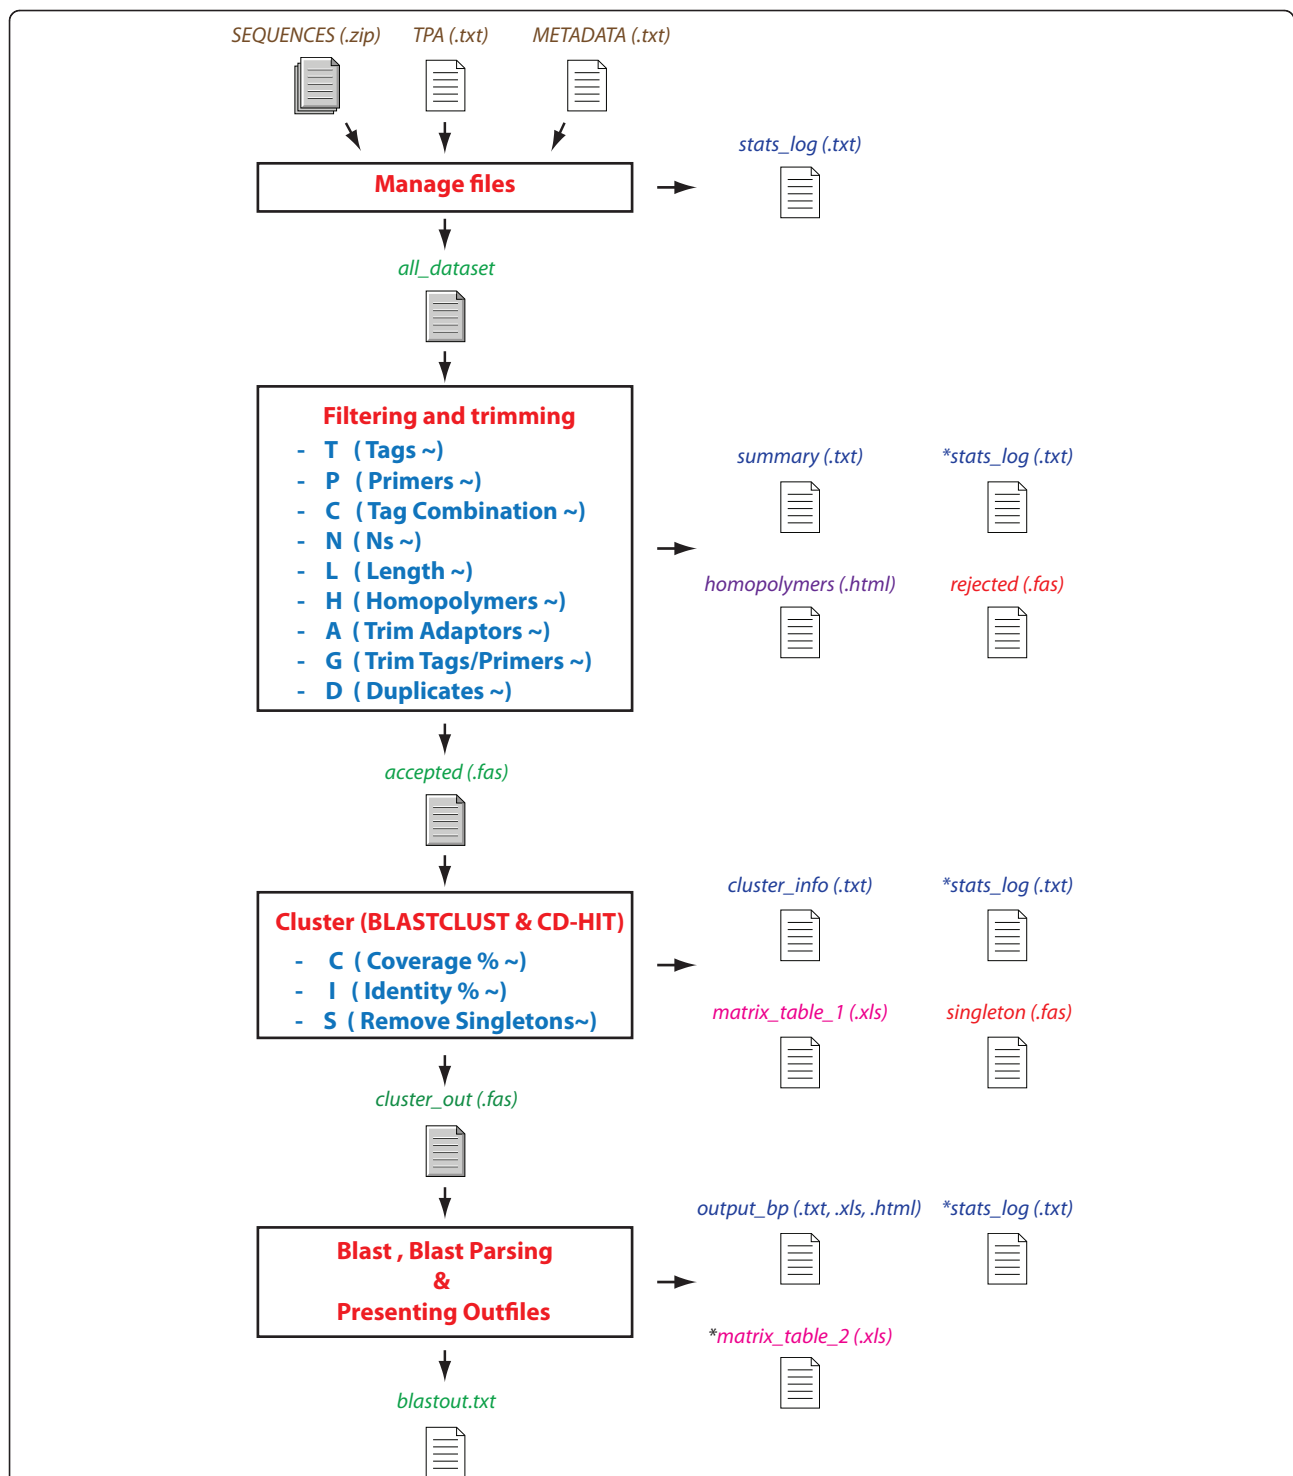 SEQUENCES (.zip) TPA (.txt) METADATA (.txt)
Manage files
stats_log (.txt)
all_dataset
Filtering and trimming
- T ( Tags ~)
- P ( Primers ~)
- C ( Tag Combination ~)
- N ( Ns ~)
- L ( Length ~)
- H ( Homopolymers ~)
- A ( Trim Adaptors ~)
- G ( Trim Tags/Primers ~)
- D ( Duplicates ~)
summary (.txt) *stats_log (.txt)
homopolymers (.html) rejected (.fas)
accepted (.fas)
Cluster (BLASTCLUST & CD-HIT)
- C ( Coverage % ~)
- I ( Identity % ~)
- S ( Remove Singletons~)
cluster_info (.txt) *stats_log (.txt)
matrix_table_1 (.xls) singleton (.fas)
cluster_out (.fas)
Blast , Blast Parsing
&
Presenting Outfiles
output_bp (.txt, .xls, .html) *stats_log (.txt)
*matrix_table_2 (.xls)
blastout.txt